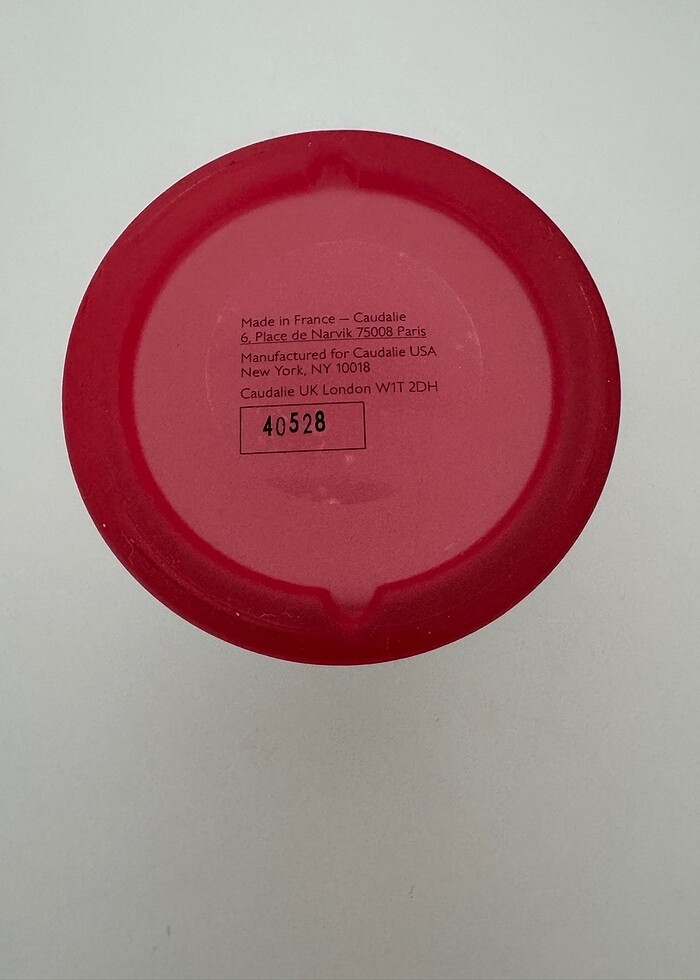 Made in France — Caudalie
6, Place de Narvik 75008 Paris
Manufactured for Caudalie USA
New York, NY 10018
Caudalie UK London W1T 2DH
40528